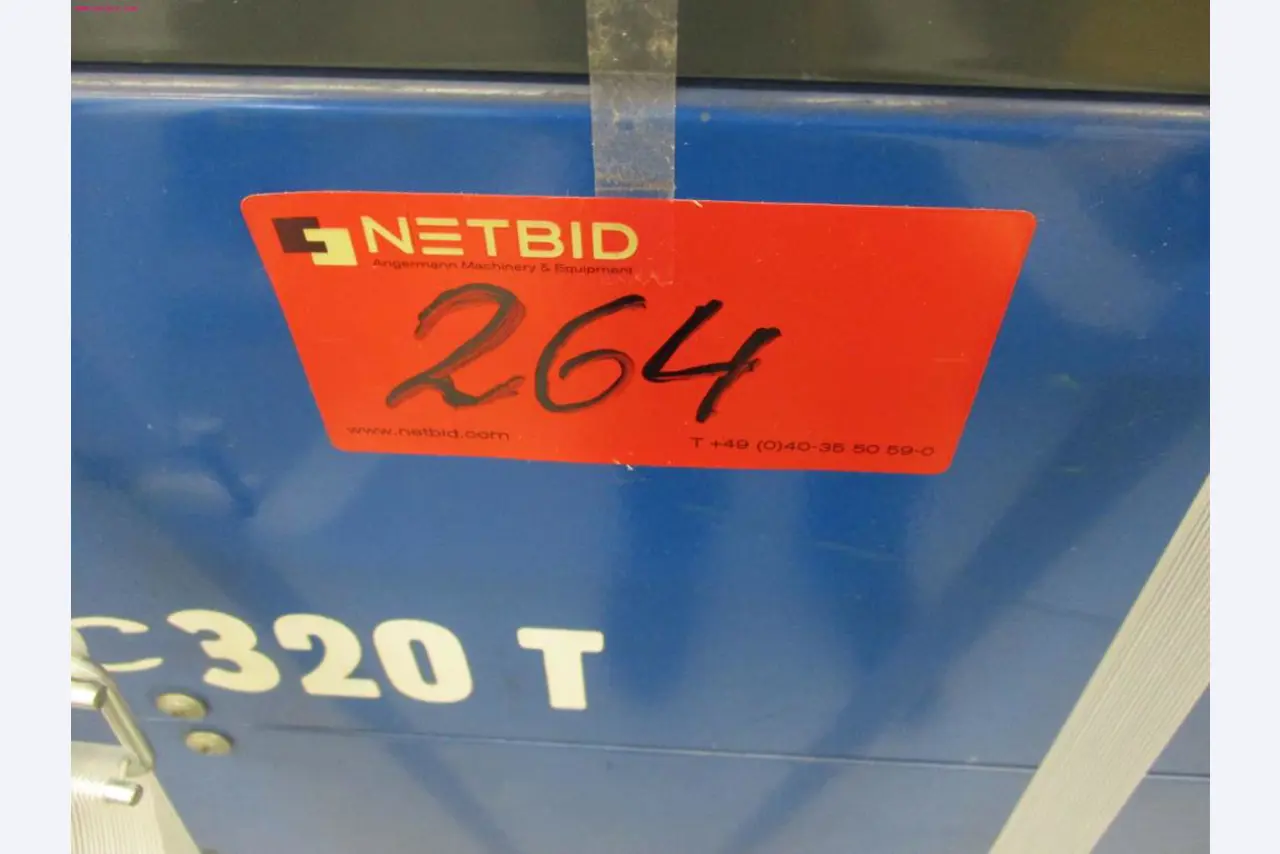 NETBID
Angermann Machinery & Equipment
264
www.netbid.com
T +49 (0)40-35 50 59-0
C 320 T